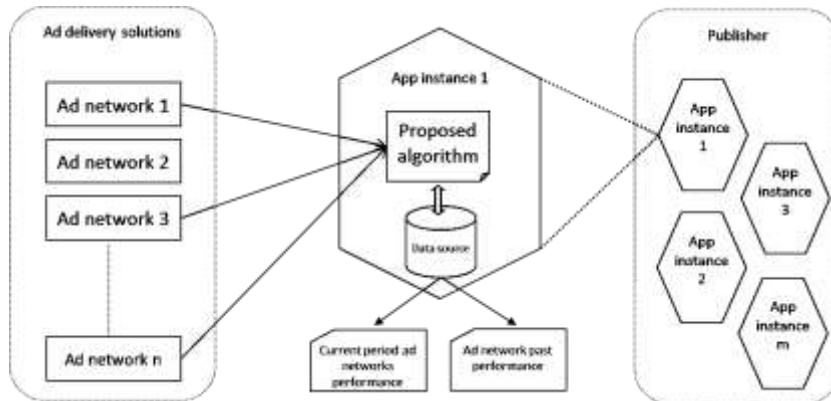 Ad delivery solutions
Ad network 1
Ad network 2
Ad network 3
Ad network n
App instance 1
Proposed
algorithm
Data source
Current period ad
networks
performance
Ad network past
performance
Publisher
App
instance
1
App
instance
3
App
instance
2
App
instance
m